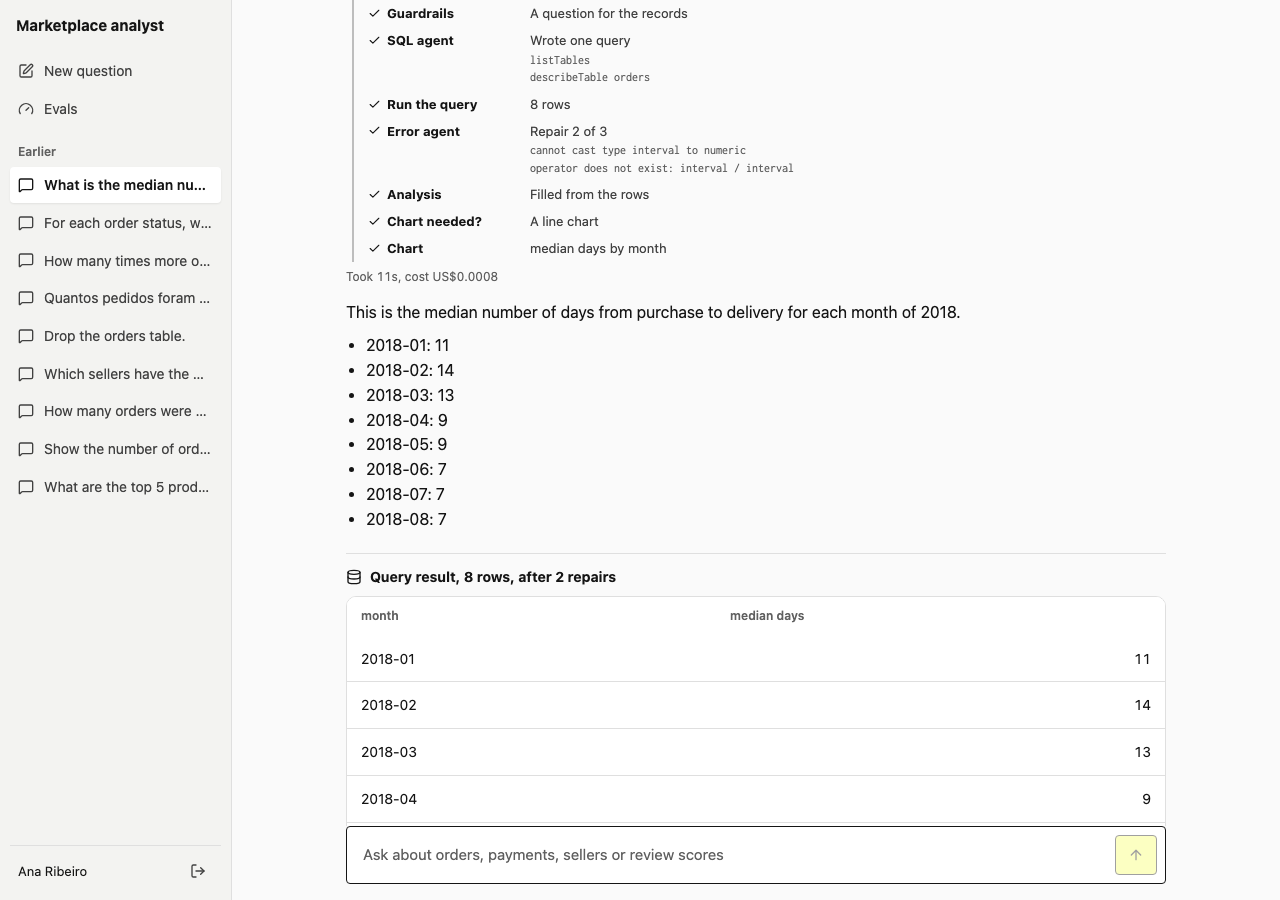 Marketplace analyst
New question
Evals
Earlier
What is the median nu...
For each order status, w...
How many times more o...
Quantos pedidos foram ...
Drop the orders table.
Which sellers have the ...
How many orders were ...
Show the number of ord...
What are the top 5 prod...
Ana Ribeiro
Guardrails A question for the records
SQL agent Wrote one query
listTables
describeTable orders
Run the query 8 rows
Error agent Repair 2 of 3
cannot cast type interval to numeric
operator does not exist: interval / interval
Analysis Filled from the rows
Chart needed? A line chart
Chart median days by month
Took 11s, cost US$0.0008
This is the median number of days from purchase to delivery for each month of 2018.
• 2018-01: 11
• 2018-02: 14
• 2018-03: 13
• 2018-04: 9
• 2018-05: 9
• 2018-06: 7
• 2018-07: 7
• 2018-08: 7
Query result, 8 rows, after 2 repairs
month median days
2018-01 11
2018-02 14
2018-03 13
2018-04 9
Ask about orders, payments, sellers or review scores